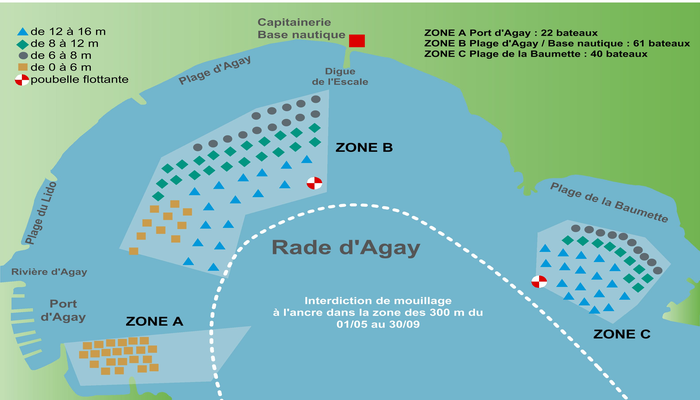 de 12 à 16 m
de 8 à 12 m
de 6 à 8 m
de 0 à 6 m
poubelle flottante
Capitainerie
Base nautique
ZONE A Port d'Agay : 22 bateaux
ZONE B Plage d'Agay / Base nautique : 61 bateaux
ZONE C Plage de la Baumette : 40 bateaux
Plage d'Agay
Digue
de l'Escale
ZONE B
Plage du Lido
Plage de la Baumette
Rade d'Agay
Rivière d'Agay
Port
d'Agay
Interdiction de mouillage
à l'ancre dans la zone des 300 m du
01/05 au 30/09
ZONE A
ZONE C